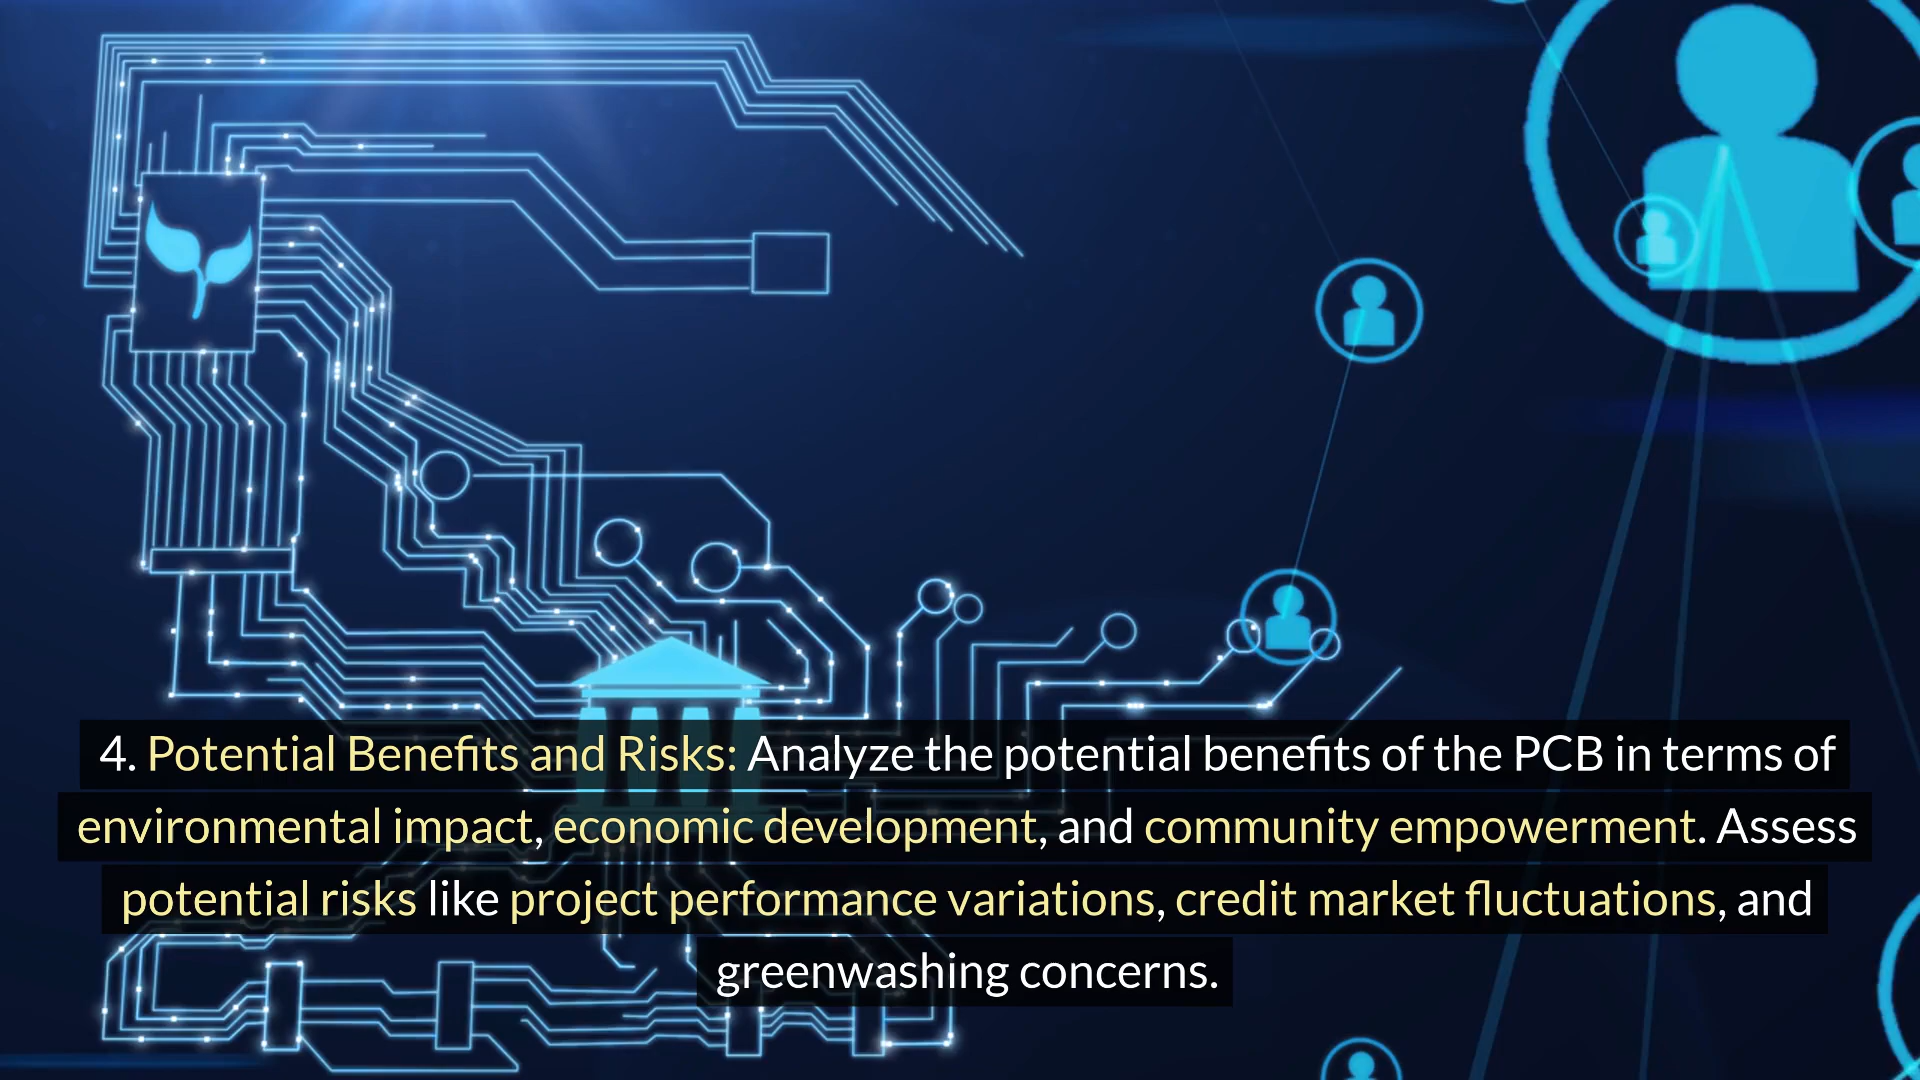 4. Potential Benefits and Risks: Analyze the potential benefits of the PCB in terms of
environmental impact, economic development, and community empowerment. Assess
potential risks like project performance variations, credit market fluctuations, and
greenwashing concerns.